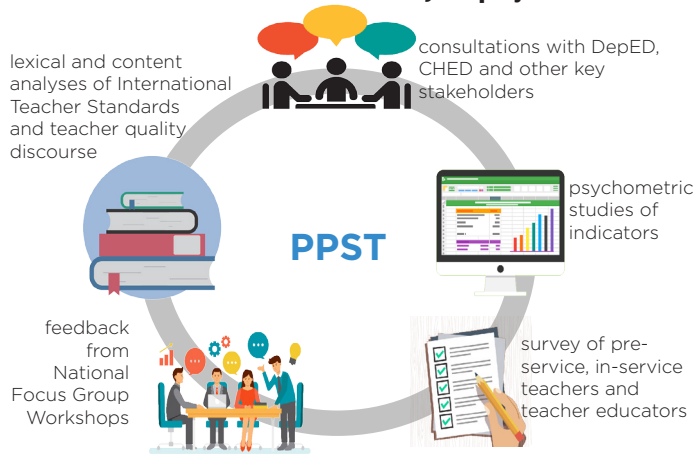 consultations with DepED,
CHED and other key
stakeholders
lexical and content
analyses of International
Teacher Standards
and teacher quality
discourse
psychometric
studies of
indicators
PPST
feedback
from
National
Focus Group
Workshops
survey of pre-
service, in-service
teachers and
teacher educators